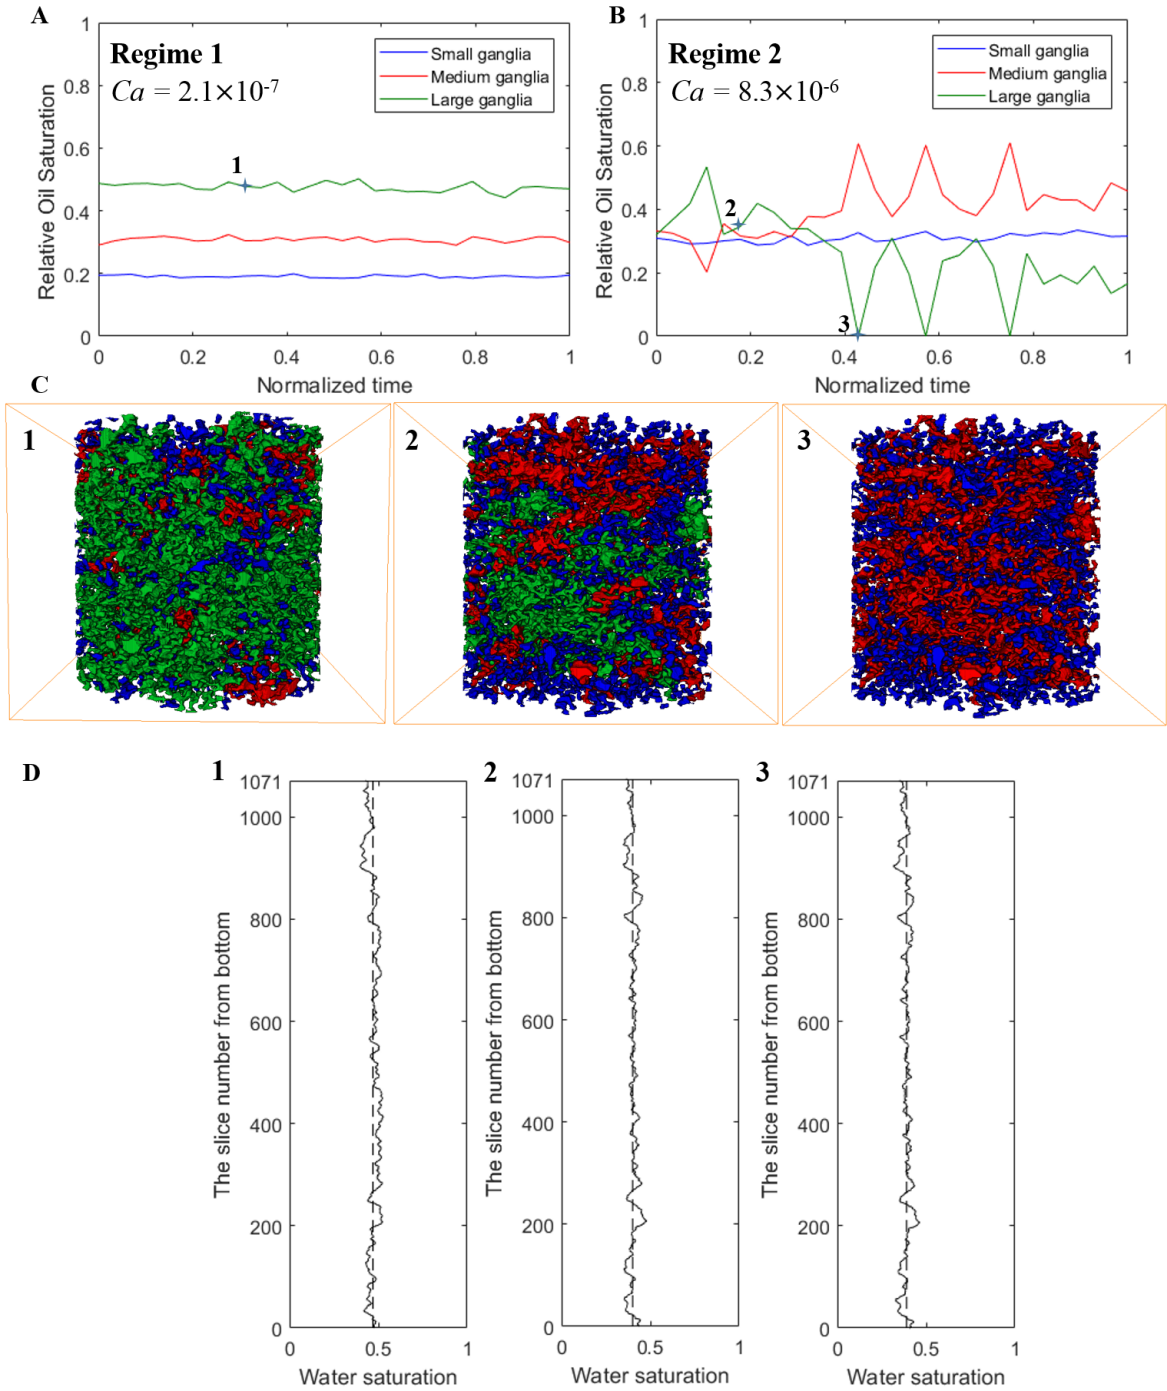 A
Regime 1
Ca = 2.1×10-7
Small ganglia
Medium ganglia
Large ganglia
1
Relative Oil Saturation
1
0.8
0.6
0.4
0.2
0
0 0.2 0.4 0.6 0.8 1
Normalized time
B
Regime 2
Ca = 8.3×10-6
Small ganglia
Medium ganglia
Large ganglia
2
3
Relative Oil Saturation
1
0.8
0.6
0.4
0.2
0
0 0.2 0.4 0.6 0.8 1
Normalized time
C
1
2
3
D
1
1071
1000
800
600
400
200
0
The slice number from bottom
0 0.5 1
Water saturation
2
1071
1000
800
600
400
200
0
The slice number from bottom
0 0.5 1
Water saturation
3
1071
1000
800
600
400
200
0
The slice number from bottom
0 0.5 1
Water saturation